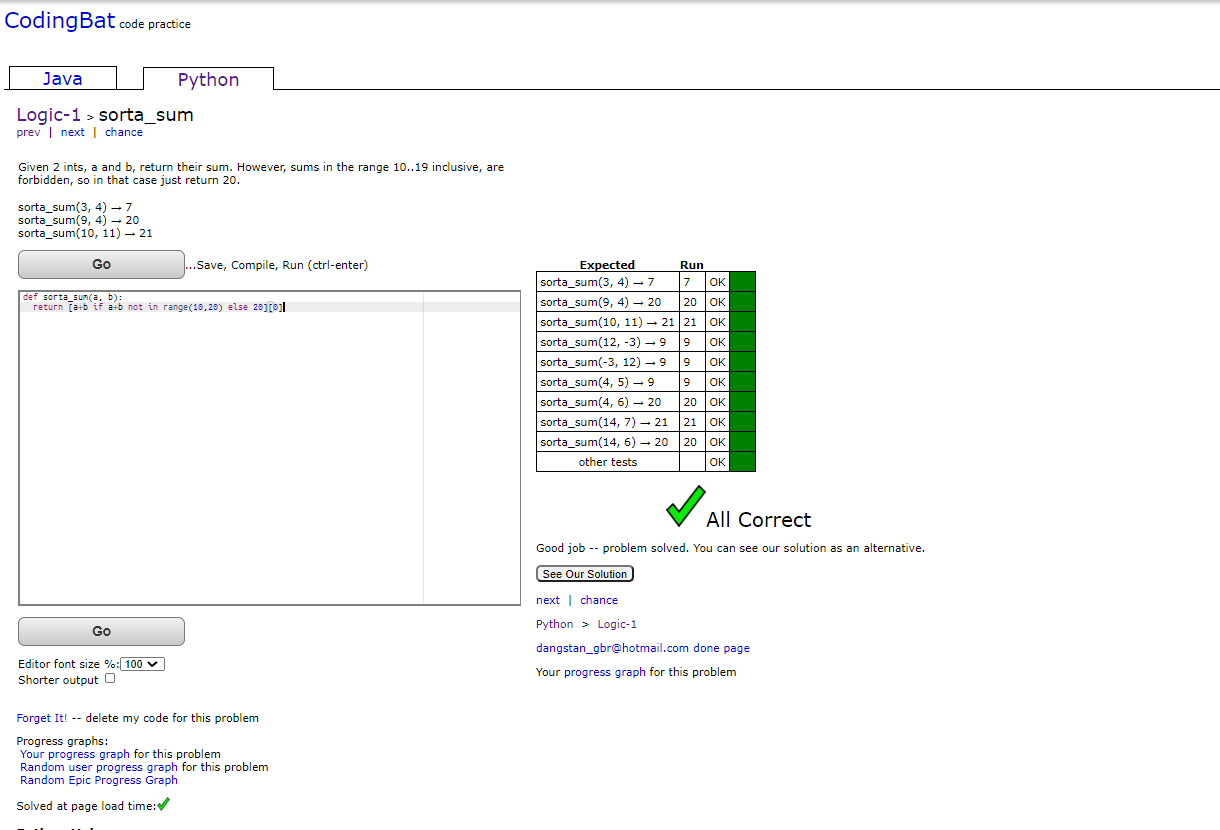 CodingBat code practice
Java
Python
Logic-1 > sorta_sum
prev | next | chance
Given 2 ints, a and b, return their sum. However, sums in the range 10..19 inclusive, are
forbidden, so in that case just return 20.
sorta_sum(3, 4) → 7
sorta_sum(9, 4) → 20
sorta_sum(10, 11) → 21
Go ...Save, Compile, Run (ctrl-enter)
def sorta_sum(a, b):
return [a+b if a+b not in range(10,20) else 20][0]
Go
Editor font size %: 100
Shorter output
Forget It! -- delete my code for this problem
Progress graphs:
Your progress graph for this problem
Random user progress graph for this problem
Random Epic Progress Graph
Solved at page load time:
Expected Run
sorta_sum(3, 4) → 7 7 OK
sorta_sum(9, 4) → 20 20 OK
sorta_sum(10, 11) → 21 21 OK
sorta_sum(12, -3) → 9 9 OK
sorta_sum(-3, 12) → 9 9 OK
sorta_sum(4, 5) → 9 9 OK
sorta_sum(4, 6) → 20 20 OK
sorta_sum(14, 7) → 21 21 OK
sorta_sum(14, 6) → 20 20 OK
other tests OK
All Correct
Good job -- problem solved. You can see our solution as an alternative.
See Our Solution
next | chance
Python > Logic-1
dangstan_gbr@hotmail.com done page
Your progress graph for this problem